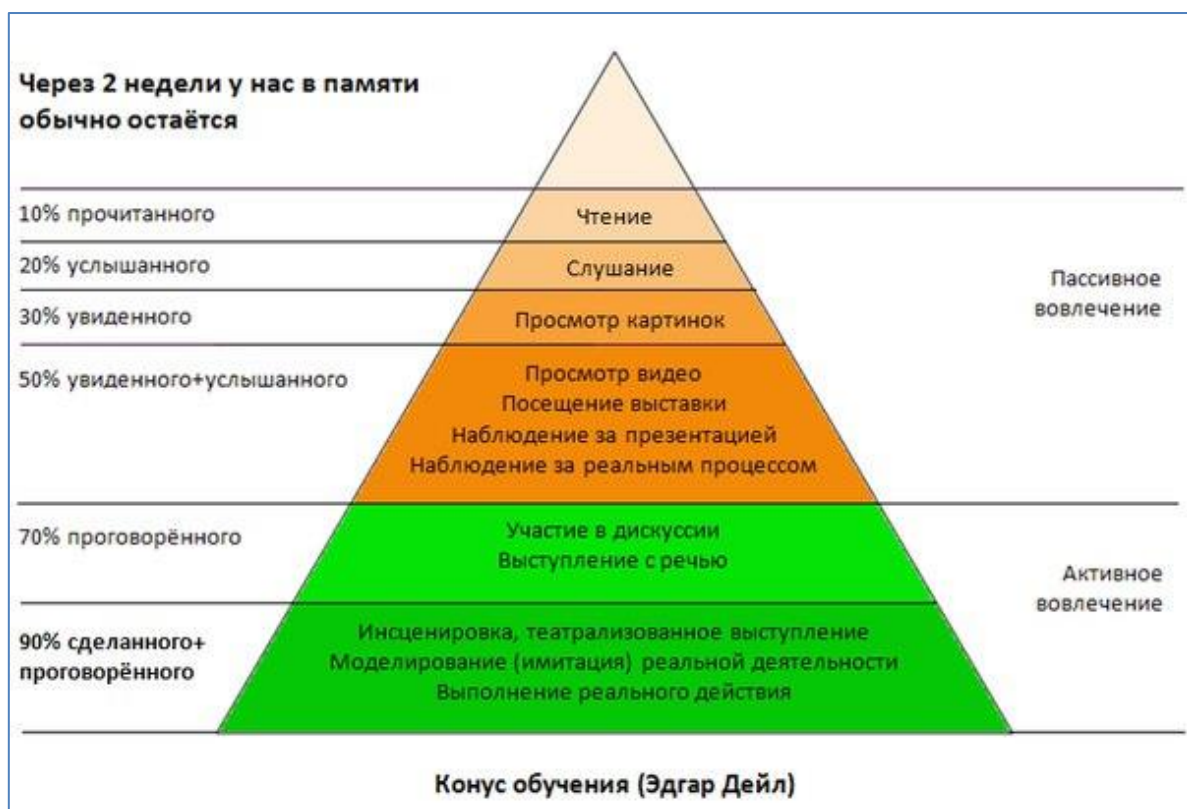 Через 2 недели у нас в памяти
обычно остаётся
10% прочитанного
Чтение
20% услышанного
Слушание
Пассивное
вовлечение
30% увиденного
Просмотр картинок
50% увиденного+услышанного
Просмотр видео
Посещение выставки
Наблюдение за презентацией
Наблюдение за реальным процессом
70% проговорённого
Участие в дискуссии
Выступление с речью
Активное
вовлечение
90% сделанного+
проговорённого
Инсценировка, театрализованное выступление
Моделирование (имитация) реальной деятельности
Выполнение реального действия
Конус обучения (Эдгар Дейл)